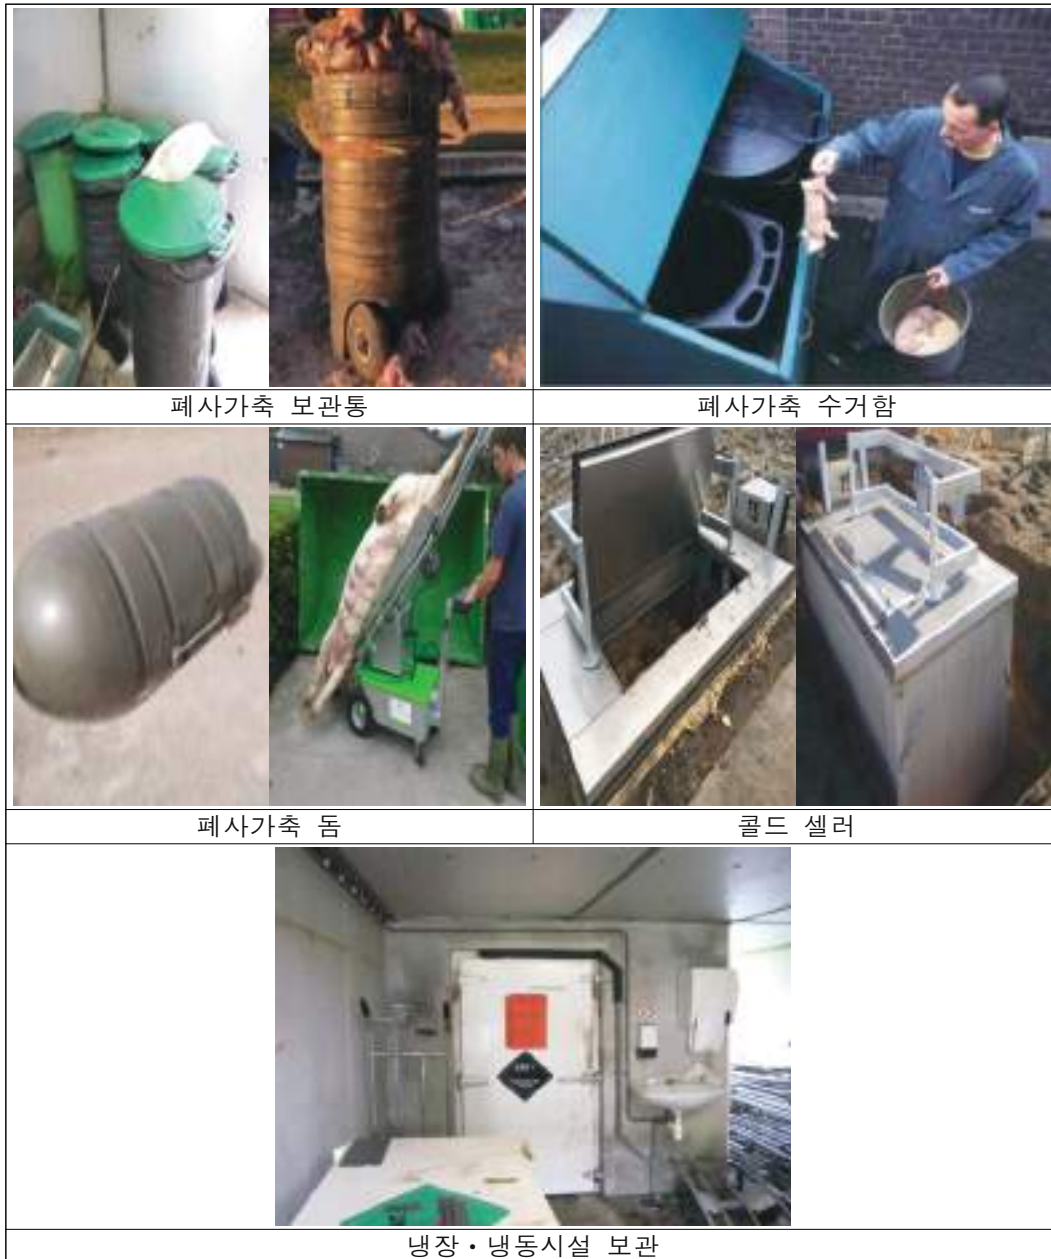 폐사가축 보관통
폐사가축 수거함
폐사가축 돔
콜드 셀러
냉장·냉동시설 보관